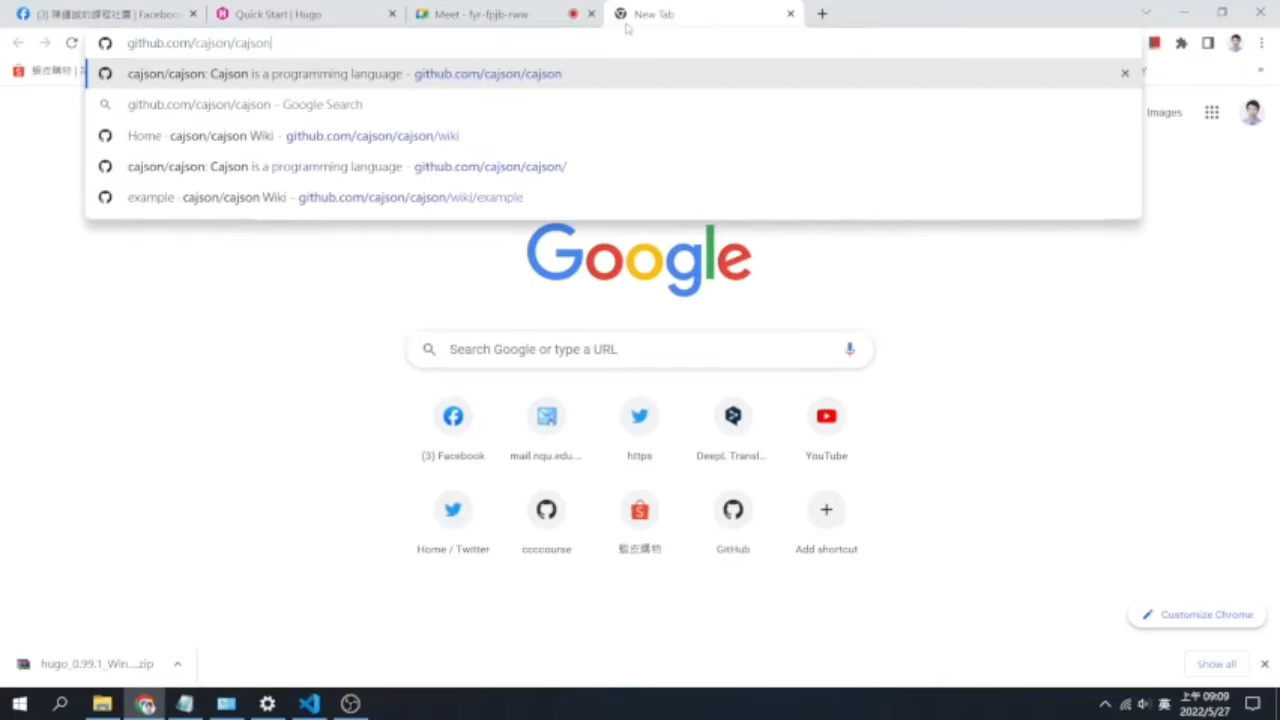 (3) 陳鍾誠的課程社團 | Faceboo
Quick Start | Hugo
Meet - fyr-fpjb-rww
New Tab
github.com/cajson/cajson
蝦皮購物 |
cajson/cajson: Cajson is a programming language - github.com/cajson/cajson
github.com/cajson/cajson - Google Search
Home · cajson/cajson Wiki - github.com/cajson/cajson/wiki
cajson/cajson: Cajson is a programming language - github.com/cajson/cajson/
example · cajson/cajson Wiki - github.com/cajson/cajson/wiki/example
Images
Google
Search Google or type a URL
(3) Facebook
mail.nqu.edu....
https
DeepL Transl...
YouTube
Home / Twitter
ccccourse
蝦皮購物
GitHub
Add shortcut
Customize Chrome
hugo_0.99.1_Win....zip
Show all
英
上午 09:09
2022/5/27